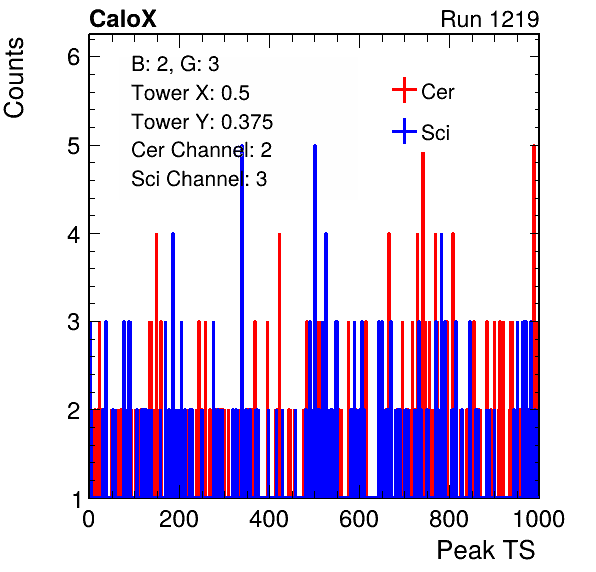 CaloX Run 1219
Counts
B: 2, G: 3
Tower X: 0.5
Tower Y: 0.375
Cer Channel: 2
Sci Channel: 3
Cer
Sci
6
5
4
3
2
1
0 200 400 600 800 1000
Peak TS